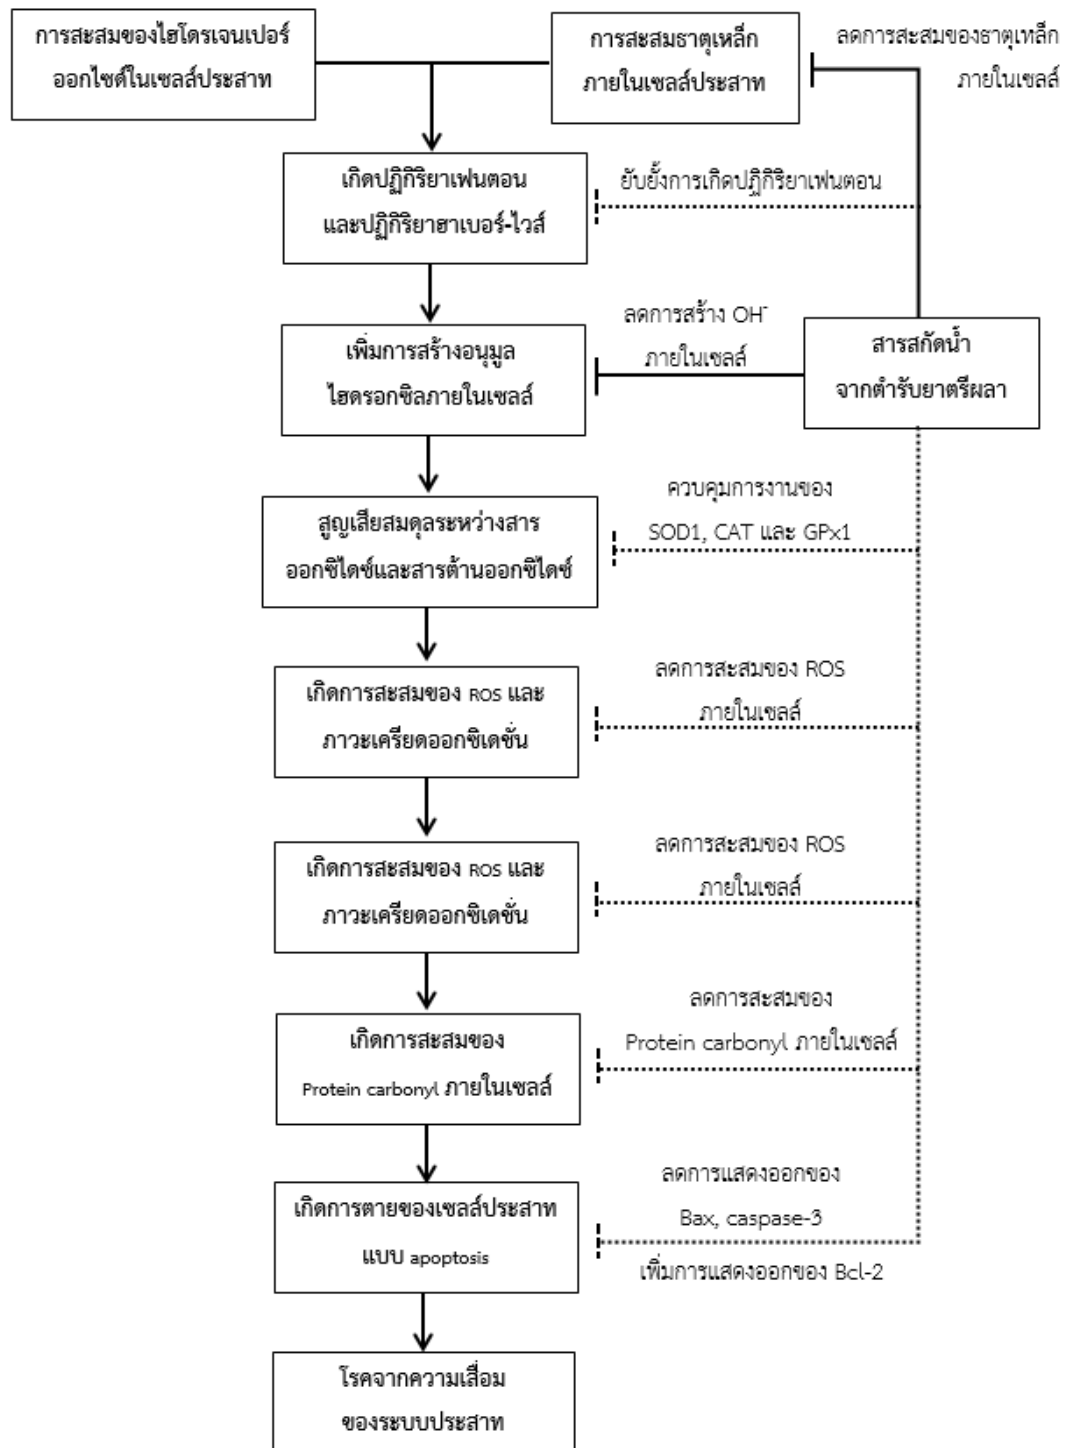 การสะสมของไฮโดรเจนเปอร์
ออกไซด์ในเซลล์ประสาท
การสะสมธาตุเหล็ก
ภายในเซลล์ประสาท
ลดการสะสมของธาตุเหล็ก
ภายในเซลล์
เกิดปฏิกิริยาเฟนตอน
และปฏิกิริยาฮาเบอร์-ไวส์
ยับยั้งการเกิดปฏิกิริยาเฟนตอน
เพิ่มการสร้างอนุมูล
ไฮดรอกซิลภายในเซลล์
ลดการสร้าง OH⁻
ภายในเซลล์
สารสกัดน้ำ
จากตำรับยาตรีผลา
สูญเสียสมดุลระหว่างสาร
ออกซิไดซ์และสารต้านออกซิไดซ์
ควบคุมการงานของ
SOD1, CAT และ GPx1
เกิดการสะสมของ ROS และ
ภาวะเครียดออกซิเดชั่น
ลดการสะสมของ ROS
ภายในเซลล์
เกิดการสะสมของ ROS และ
ภาวะเครียดออกซิเดชั่น
ลดการสะสมของ ROS
ภายในเซลล์
เกิดการสะสมของ
Protein carbonyl ภายในเซลล์
ลดการสะสมของ
Protein carbonyl ภายในเซลล์
เกิดการตายของเซลล์ประสาท
แบบ apoptosis
ลดการแสดงออกของ
Bax, caspase-3
เพิ่มการแสดงออกของ Bcl-2
โรคจากความเสื่อม
ของระบบประสาท